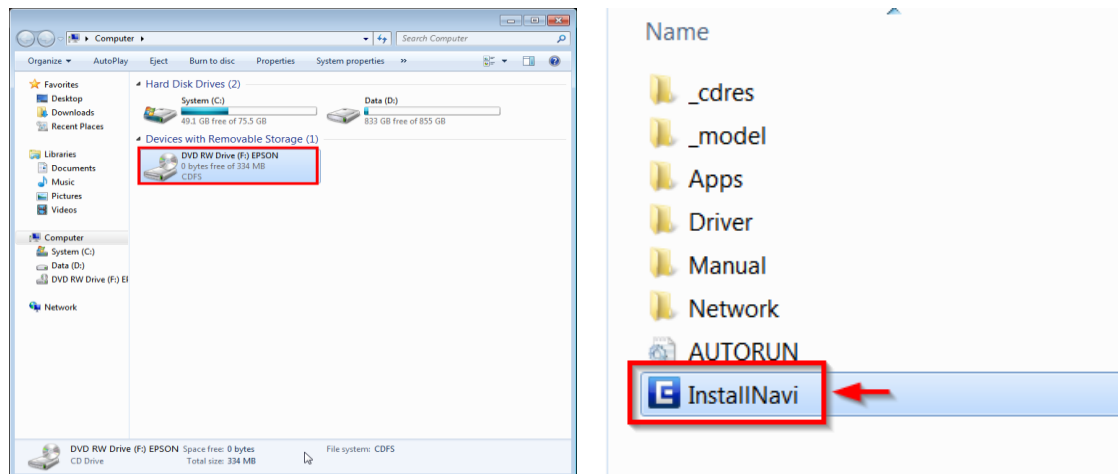 Computer
Search Computer
Organize AutoPlay Eject Burn to disc Properties System properties »
Favorites
Desktop
Downloads
Recent Places
Libraries
Documents
Music
Pictures
Videos
Computer
System (C:)
Data (D:)
DVD RW Drive (F:) EI
Network
Hard Disk Drives (2)
System (C:)
49.1 GB free of 75.5 GB
Data (D:)
833 GB free of 855 GB
Devices with Removable Storage (1)
DVD RW Drive (F:) EPSON
0 bytes free of 334 MB
CDFS
DVD RW Drive (F:) EPSON Space free: 0 bytes File system: CDFS
CD Drive Total size: 334 MB
Name
_cdres
_model
Apps
Driver
Manual
Network
AUTORUN
InstallNavi